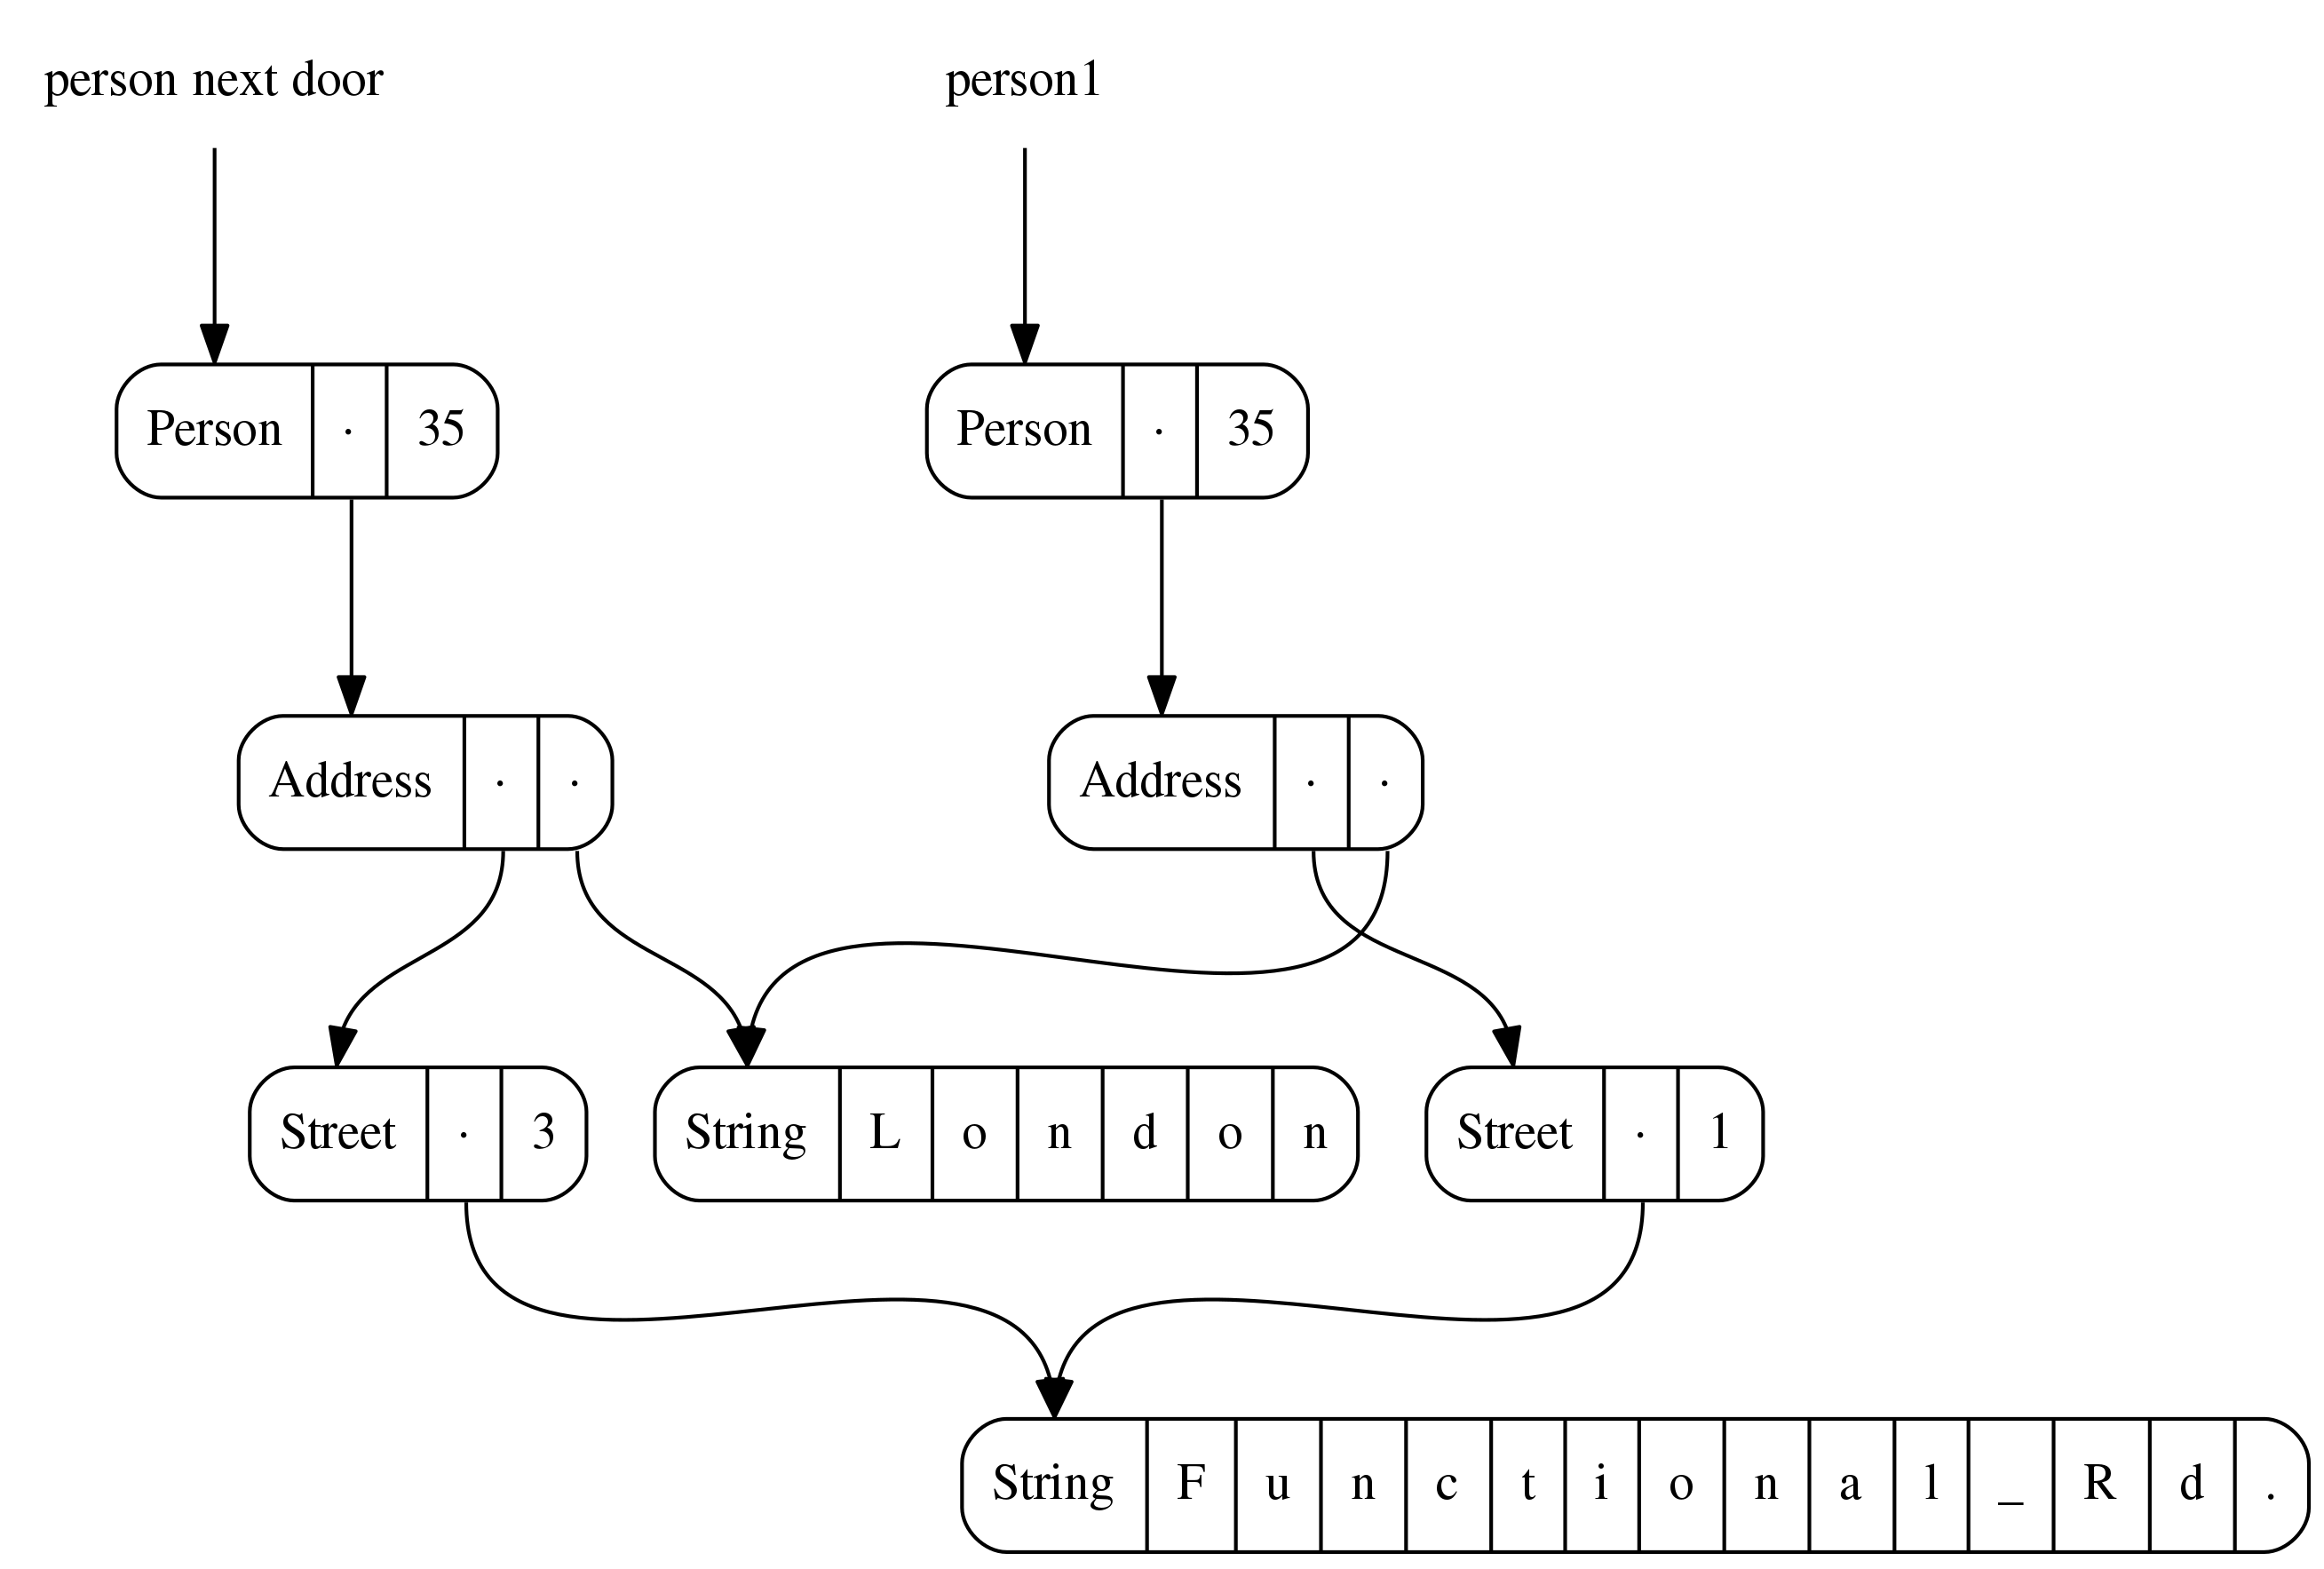 person next door person1
Person · 35 Person · 35
Address · · Address · ·
Street · 3 String L o n d o n Street · 1
String F u n c t i o n a l _ R d .